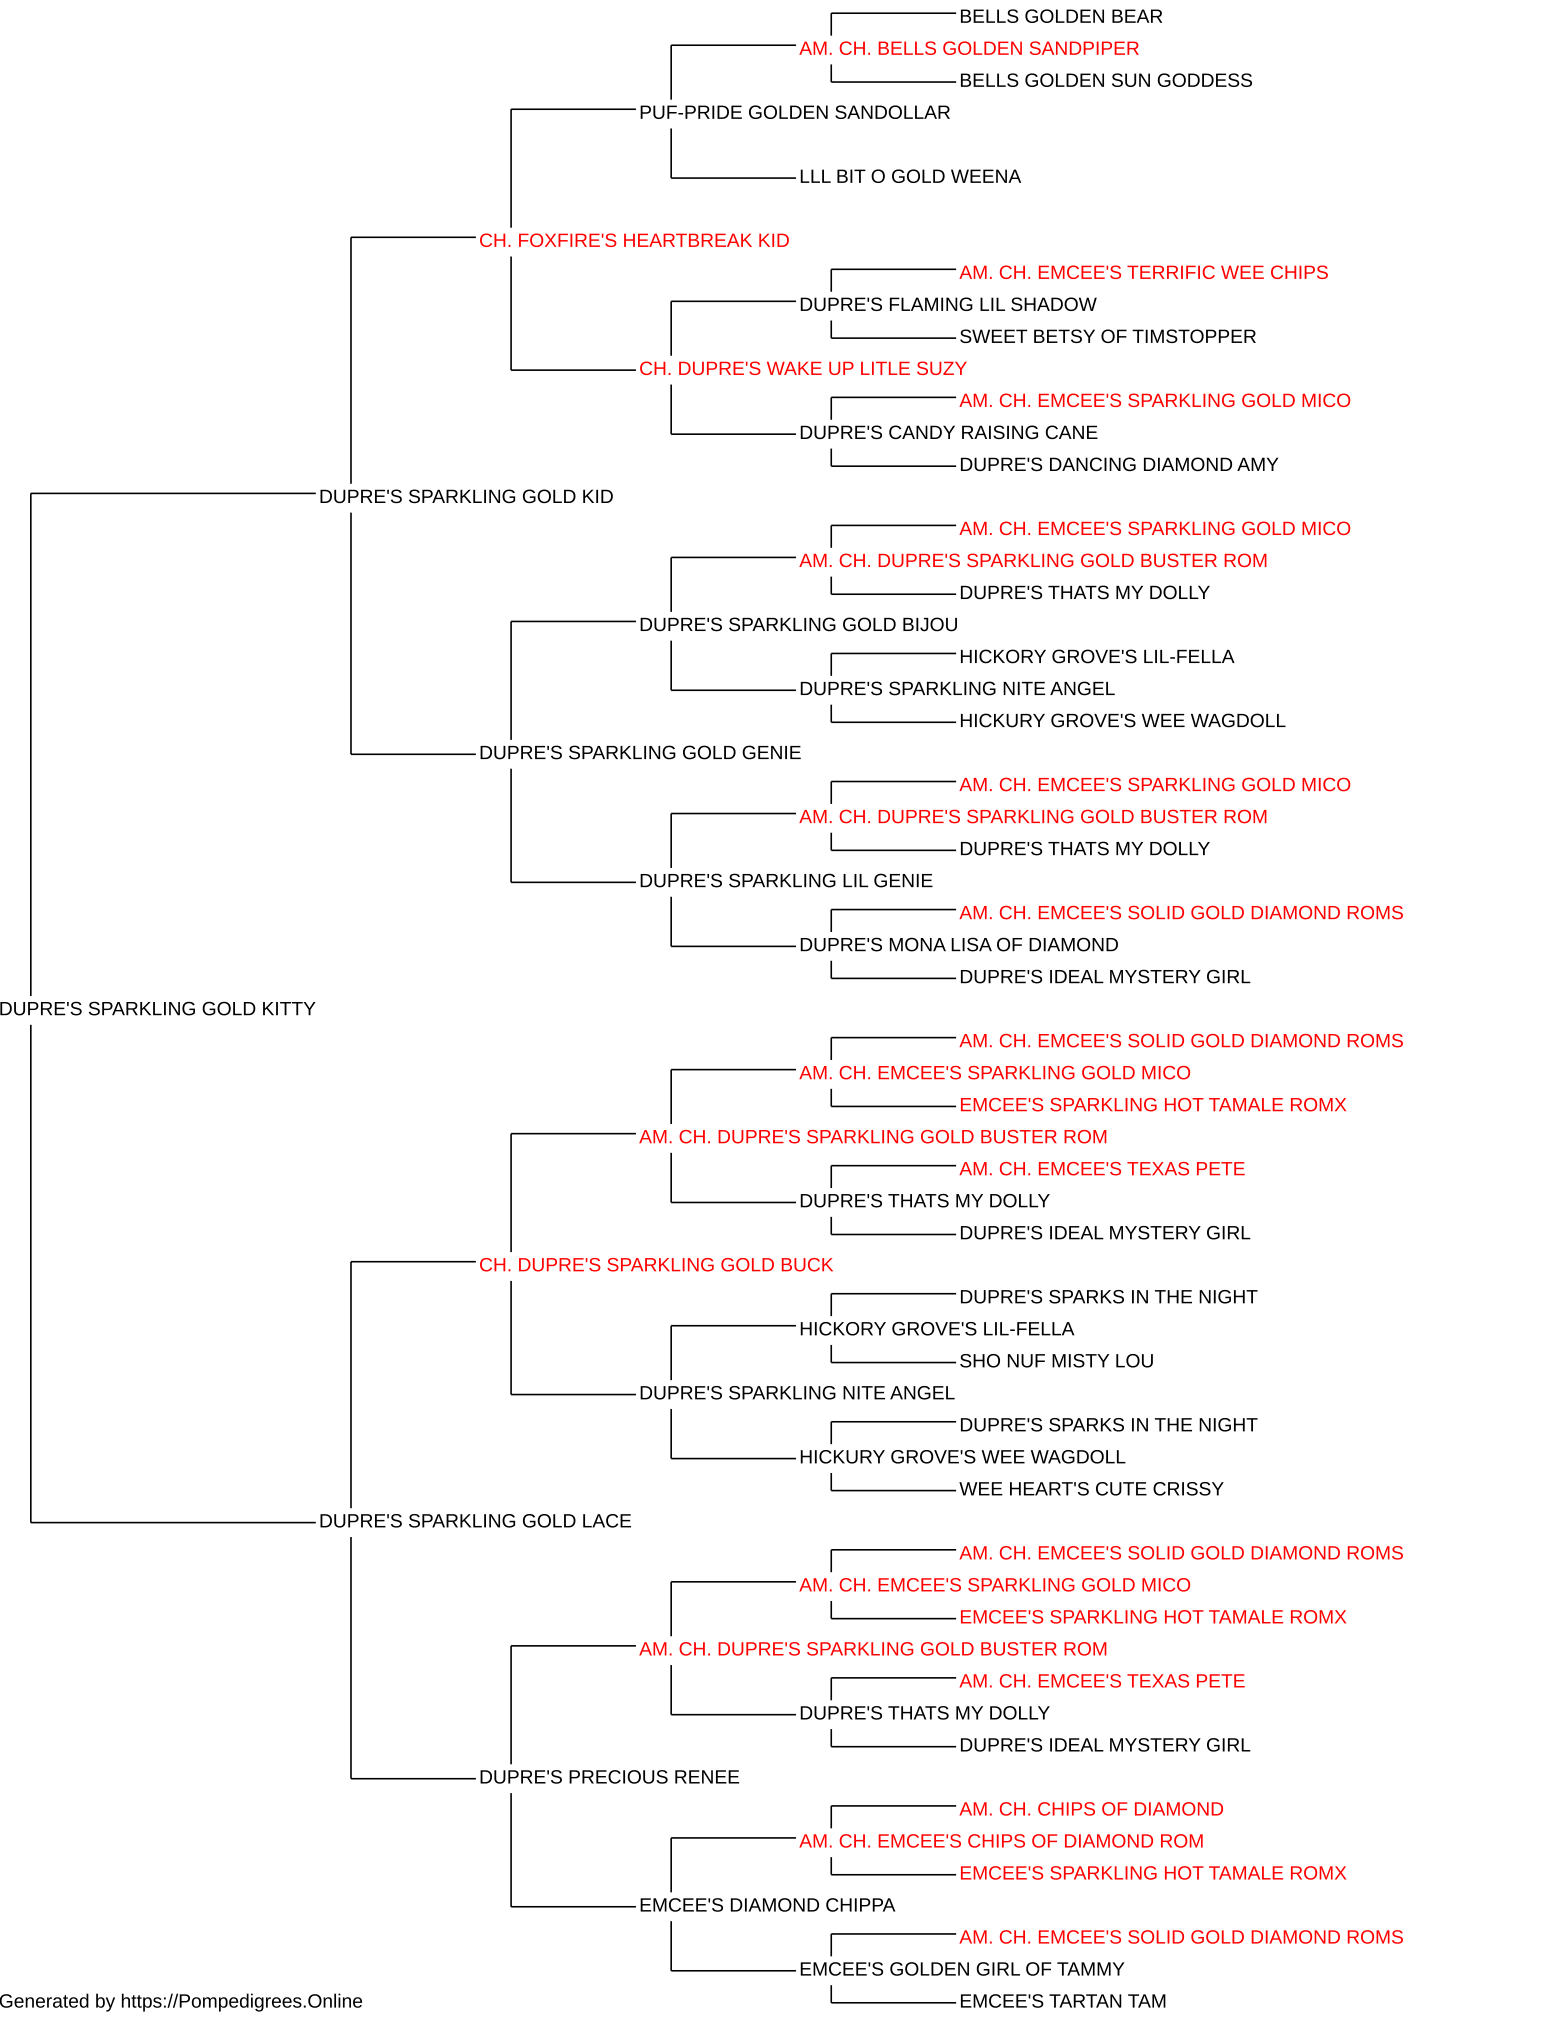 BELLS GOLDEN BEAR
AM. CH. BELLS GOLDEN SANDPIPER
BELLS GOLDEN SUN GODDESS
PUF-PRIDE GOLDEN SANDOLLAR
LLL BIT O GOLD WEENA
CH. FOXFIRE'S HEARTBREAK KID
AM. CH. EMCEE'S TERRIFIC WEE CHIPS
DUPRE'S FLAMING LIL SHADOW
SWEET BETSY OF TIMSTOPPER
CH. DUPRE'S WAKE UP LITLE SUZY
AM. CH. EMCEE'S SPARKLING GOLD MICO
DUPRE'S CANDY RAISING CANE
DUPRE'S DANCING DIAMOND AMY
DUPRE'S SPARKLING GOLD KID
AM. CH. EMCEE'S SPARKLING GOLD MICO
AM. CH. DUPRE'S SPARKLING GOLD BUSTER ROM
DUPRE'S THATS MY DOLLY
DUPRE'S SPARKLING GOLD BIJOU
HICKORY GROVE'S LIL-FELLA
DUPRE'S SPARKLING NITE ANGEL
HICKURY GROVE'S WEE WAGDOLL
DUPRE'S SPARKLING GOLD GENIE
AM. CH. EMCEE'S SPARKLING GOLD MICO
AM. CH. DUPRE'S SPARKLING GOLD BUSTER ROM
DUPRE'S THATS MY DOLLY
DUPRE'S SPARKLING LIL GENIE
AM. CH. EMCEE'S SOLID GOLD DIAMOND ROMS
DUPRE'S MONA LISA OF DIAMOND
DUPRE'S IDEAL MYSTERY GIRL
DUPRE'S SPARKLING GOLD KITTY
AM. CH. EMCEE'S SOLID GOLD DIAMOND ROMS
AM. CH. EMCEE'S SPARKLING GOLD MICO
EMCEE'S SPARKLING HOT TAMALE ROMX
AM. CH. DUPRE'S SPARKLING GOLD BUSTER ROM
AM. CH. EMCEE'S TEXAS PETE
DUPRE'S THATS MY DOLLY
DUPRE'S IDEAL MYSTERY GIRL
CH. DUPRE'S SPARKLING GOLD BUCK
DUPRE'S SPARKS IN THE NIGHT
HICKORY GROVE'S LIL-FELLA
SHO NUF MISTY LOU
DUPRE'S SPARKLING NITE ANGEL
DUPRE'S SPARKS IN THE NIGHT
HICKURY GROVE'S WEE WAGDOLL
WEE HEART'S CUTE CRISSY
DUPRE'S SPARKLING GOLD LACE
AM. CH. EMCEE'S SOLID GOLD DIAMOND ROMS
AM. CH. EMCEE'S SPARKLING GOLD MICO
EMCEE'S SPARKLING HOT TAMALE ROMX
AM. CH. DUPRE'S SPARKLING GOLD BUSTER ROM
AM. CH. EMCEE'S TEXAS PETE
DUPRE'S THATS MY DOLLY
DUPRE'S IDEAL MYSTERY GIRL
DUPRE'S PRECIOUS RENEE
AM. CH. CHIPS OF DIAMOND
AM. CH. EMCEE'S CHIPS OF DIAMOND ROM
EMCEE'S SPARKLING HOT TAMALE ROMX
EMCEE'S DIAMOND CHIPPA
AM. CH. EMCEE'S SOLID GOLD DIAMOND ROMS
EMCEE'S GOLDEN GIRL OF TAMMY
EMCEE'S TARTAN TAM
Generated by https://Pompedigrees.Online